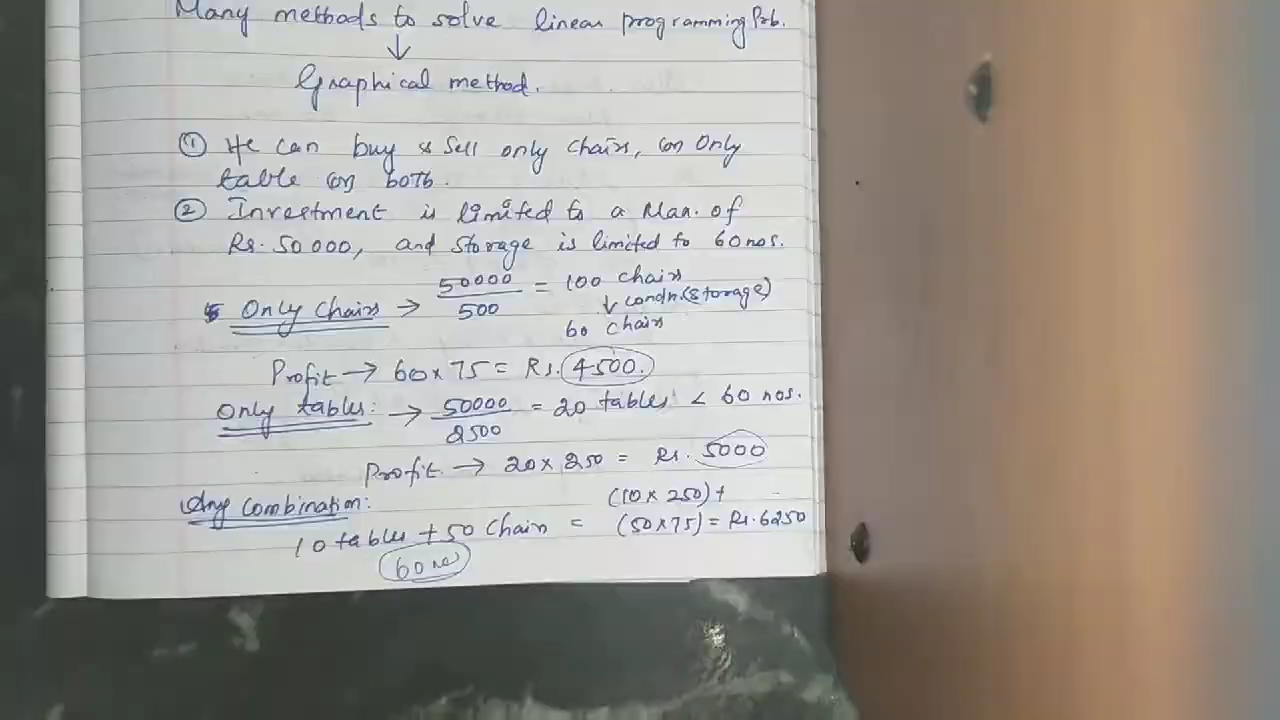 Many methods to solve linear programming Prb.
↓
Graphical method.
① He can buy & Sell only Chairs, or Only
table or both.
② Investment is limited to a Max. of
Rs. 50000, and Storage is limited to 60 nos.
Only Chairs → 50000/500 = 100 chairs
↓ condn.(storage)
60 chairs
Profit → 60 x 75 = Rs. 4500.
Only tables: → 50000/2500 = 20 tables < 60 nos.
Profit → 20 x 250 = Rs. 5000
Any Combination:
10 tables + 50 Chairs = (10 x 250) + (50 x 75) = Rs. 6250
60 nos